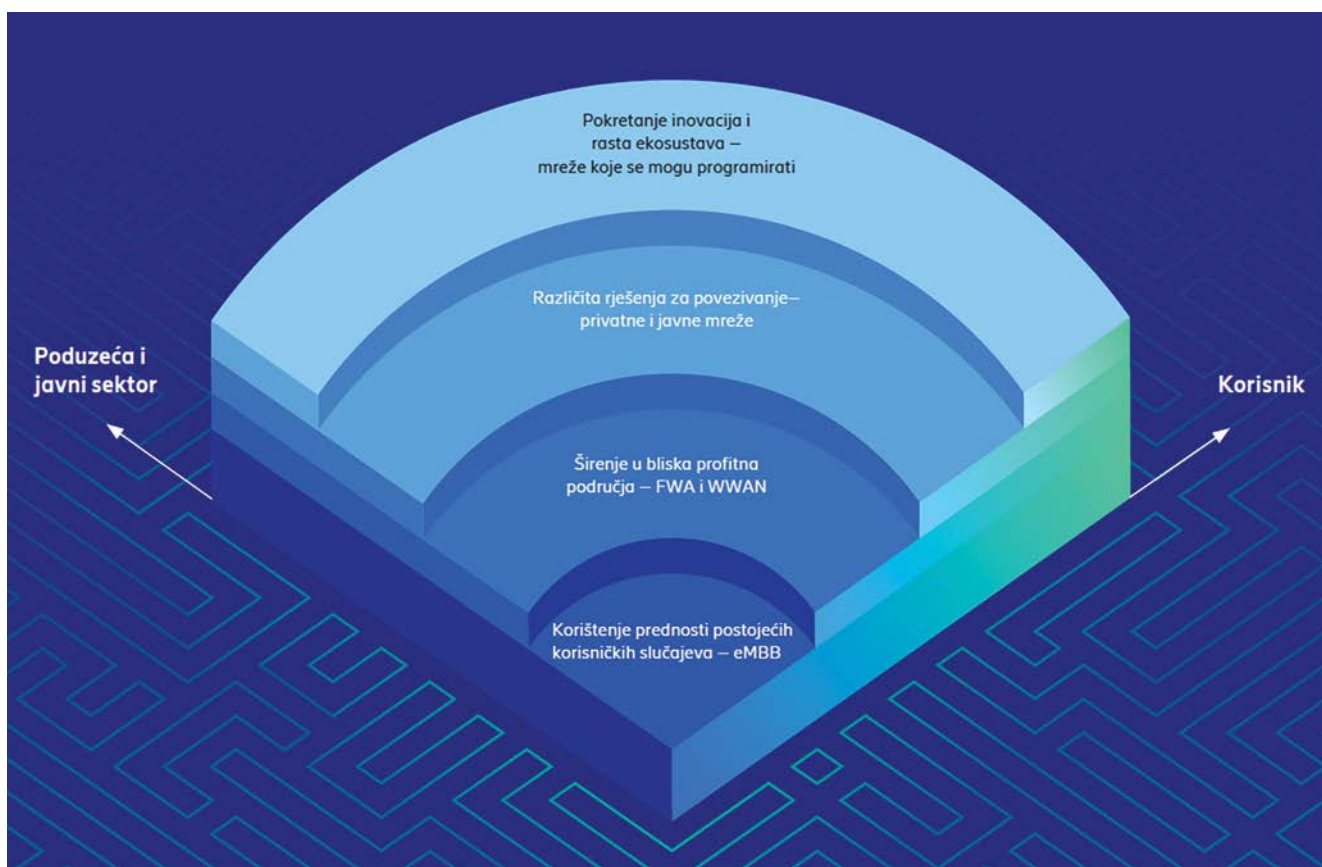 Pokretanje inovacija i
rasta ekosustava –
mreže koje se mogu programirati
Različita rješenja za povezivanje–
privatne i javne mreže
Poduzeća i
javni sektor
Korisnik
Širenje u bliska profitna
područja – FWA i WWAN
Korištenje prednosti postojećih
korisničkih slučajeva – eMBB